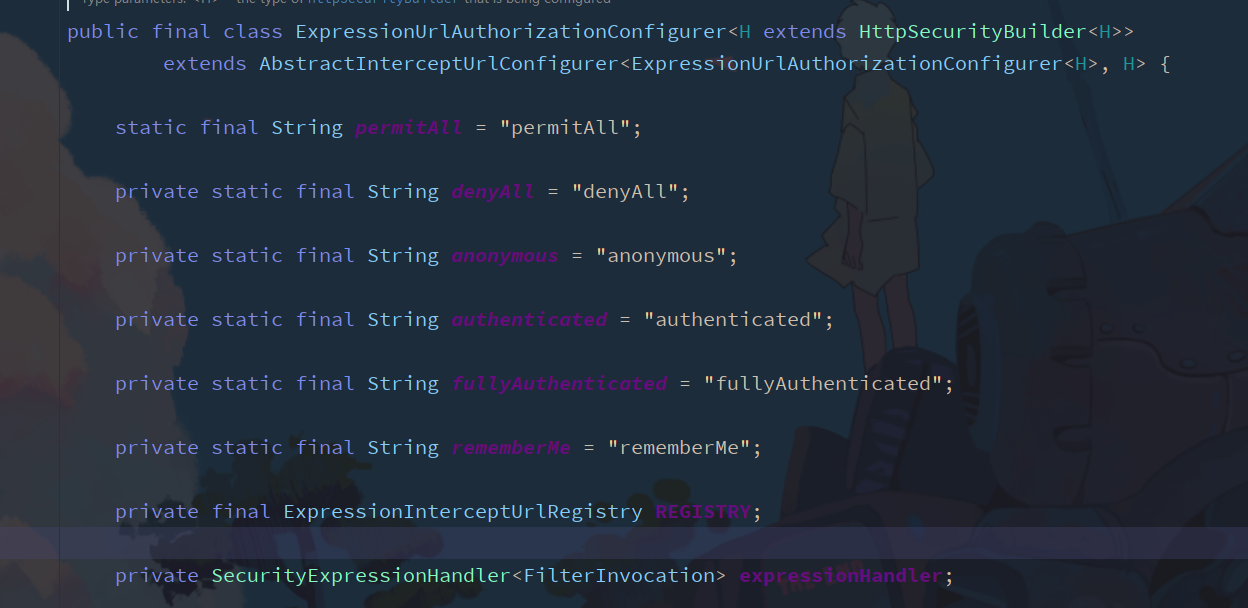 Type parameters: <H> – the type of HttpSecurityBuilder that is being configured
public final class ExpressionUrlAuthorizationConfigurer<H extends HttpSecurityBuilder<H>>
extends AbstractInterceptUrlConfigurer<ExpressionUrlAuthorizationConfigurer<H>, H> {
static final String permitAll = "permitAll";
private static final String denyAll = "denyAll";
private static final String anonymous = "anonymous";
private static final String authenticated = "authenticated";
private static final String fullyAuthenticated = "fullyAuthenticated";
private static final String rememberMe = "rememberMe";
private final ExpressionInterceptUrlRegistry REGISTRY;
private SecurityExpressionHandler<FilterInvocation> expressionHandler;